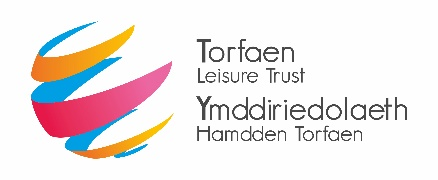 Torfaen
Leisure Trust
Ymddiriedolaeth
Hamdden Torfaen